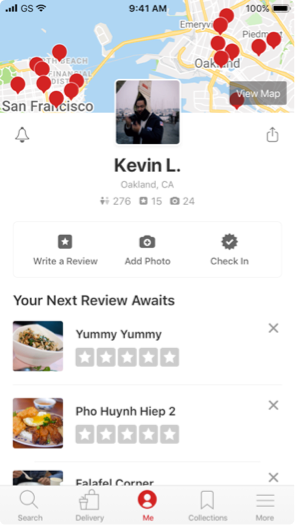 GS 9:41 AM 100%
Emeryville
Piedmont
Oakland
San Francisco
View Map
Kevin L.
Oakland, CA
276 15 24
Write a Review Add Photo Check In
Your Next Review Awaits
Yummy Yummy
Pho Huynh Hiep 2
Falafel Corner
Search Delivery Me Collections More